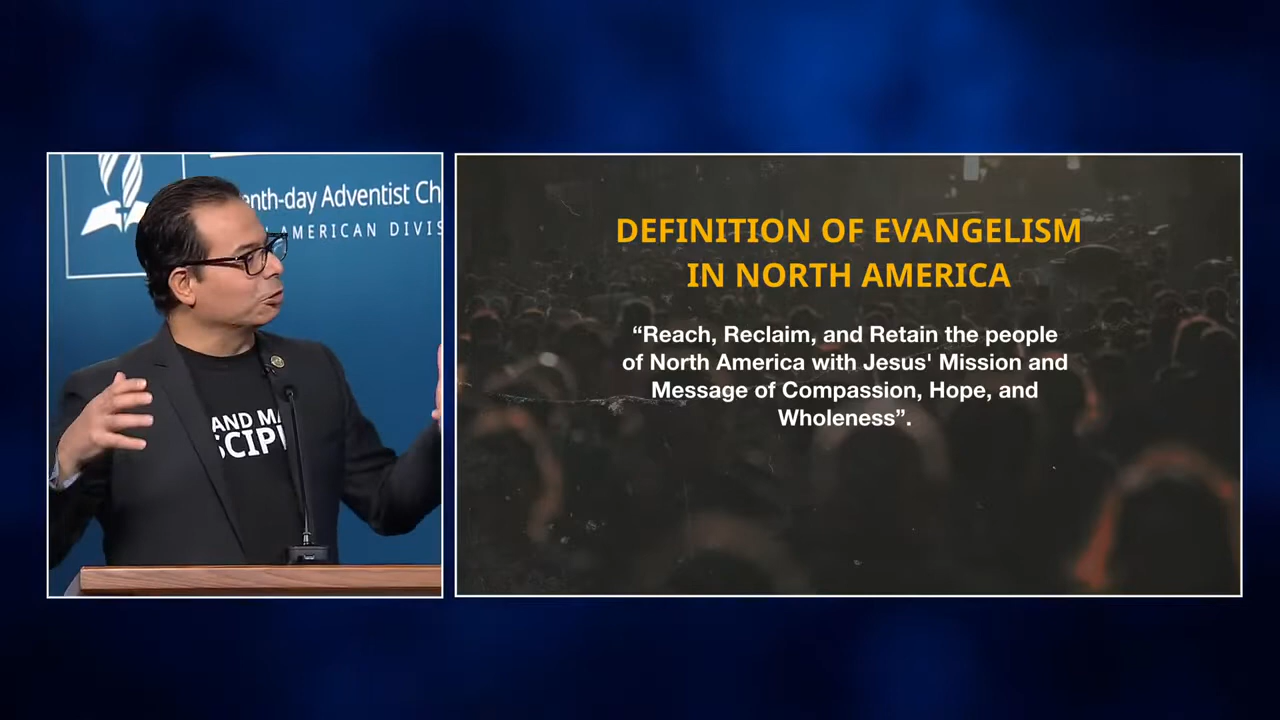 enth-day Adventist Ch
AMERICAN DIVIS
AND MA
SCIPL
DEFINITION OF EVANGELISM
IN NORTH AMERICA
“Reach, Reclaim, and Retain the people
of North America with Jesus' Mission and
Message of Compassion, Hope, and
Wholeness”.